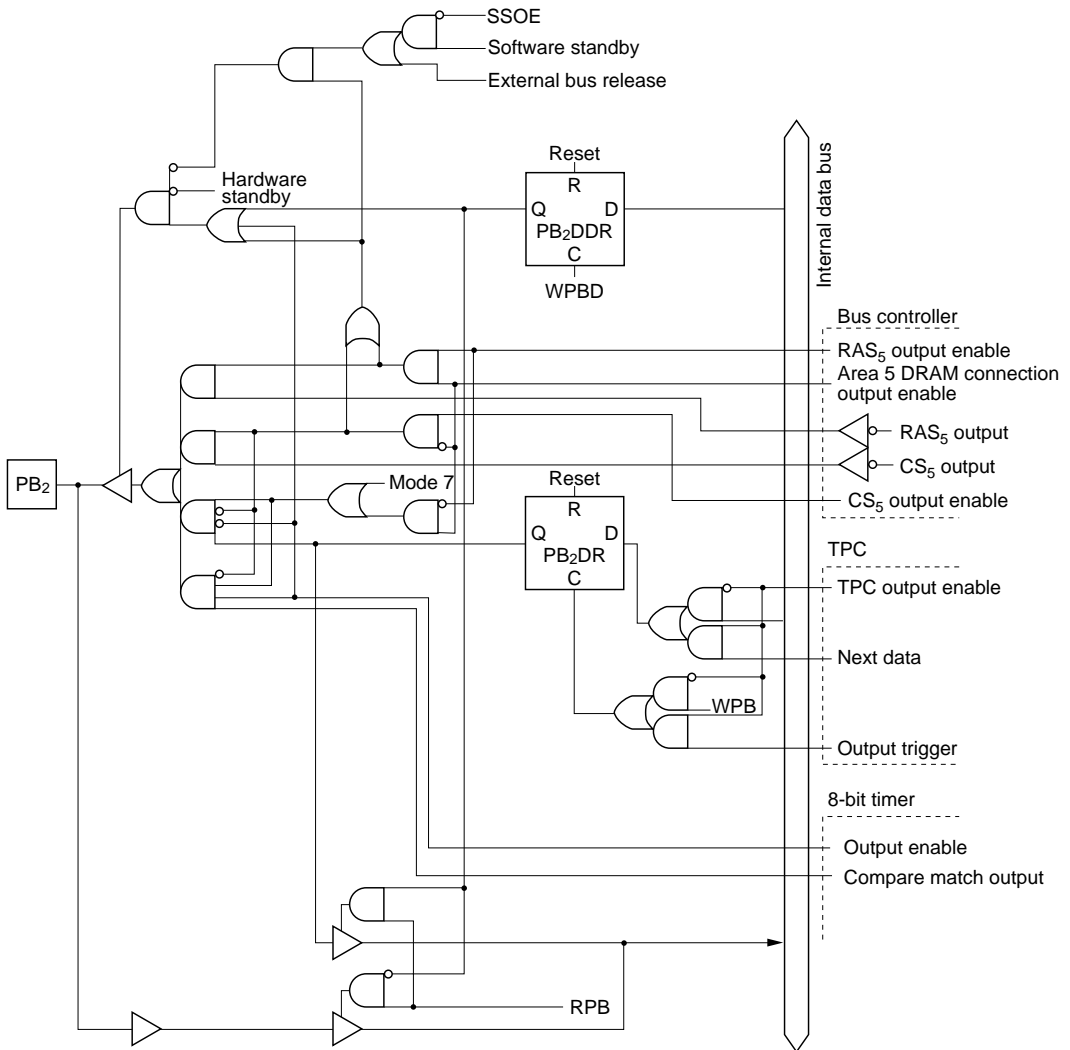 SSOE
Software standby
External bus release
Hardware
standby
Reset
R
Q D
PB2DDR
C
WPBD
Internal data bus
Bus controller
RAS5 output enable
Area 5 DRAM connection
output enable
RAS5 output
CS5 output
CS5 output enable
PB2
Mode 7
Reset
R
Q D
PB2DR
C
TPC
TPC output enable
Next data
WPB
Output trigger
8-bit timer
Output enable
Compare match output
RPB